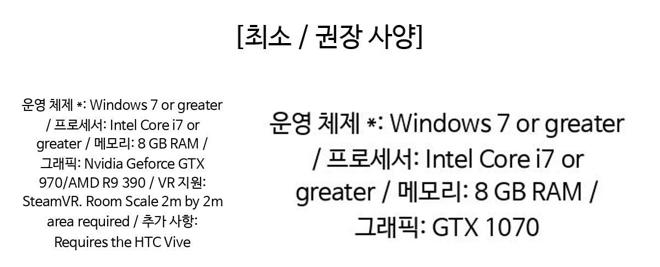 [최소 / 권장 사양]
운영 체제 *: Windows 7 or greater
/ 프로세서: Intel Core i7 or
greater / 메모리: 8 GB RAM /
그래픽: Nvidia Geforce GTX
970/AMD R9 390 / VR 지원:
SteamVR. Room Scale 2m by 2m
area required / 추가 사항:
Requires the HTC Vive
운영 체제 *: Windows 7 or greater
/ 프로세서: Intel Core i7 or
greater / 메모리: 8 GB RAM /
그래픽: GTX 1070